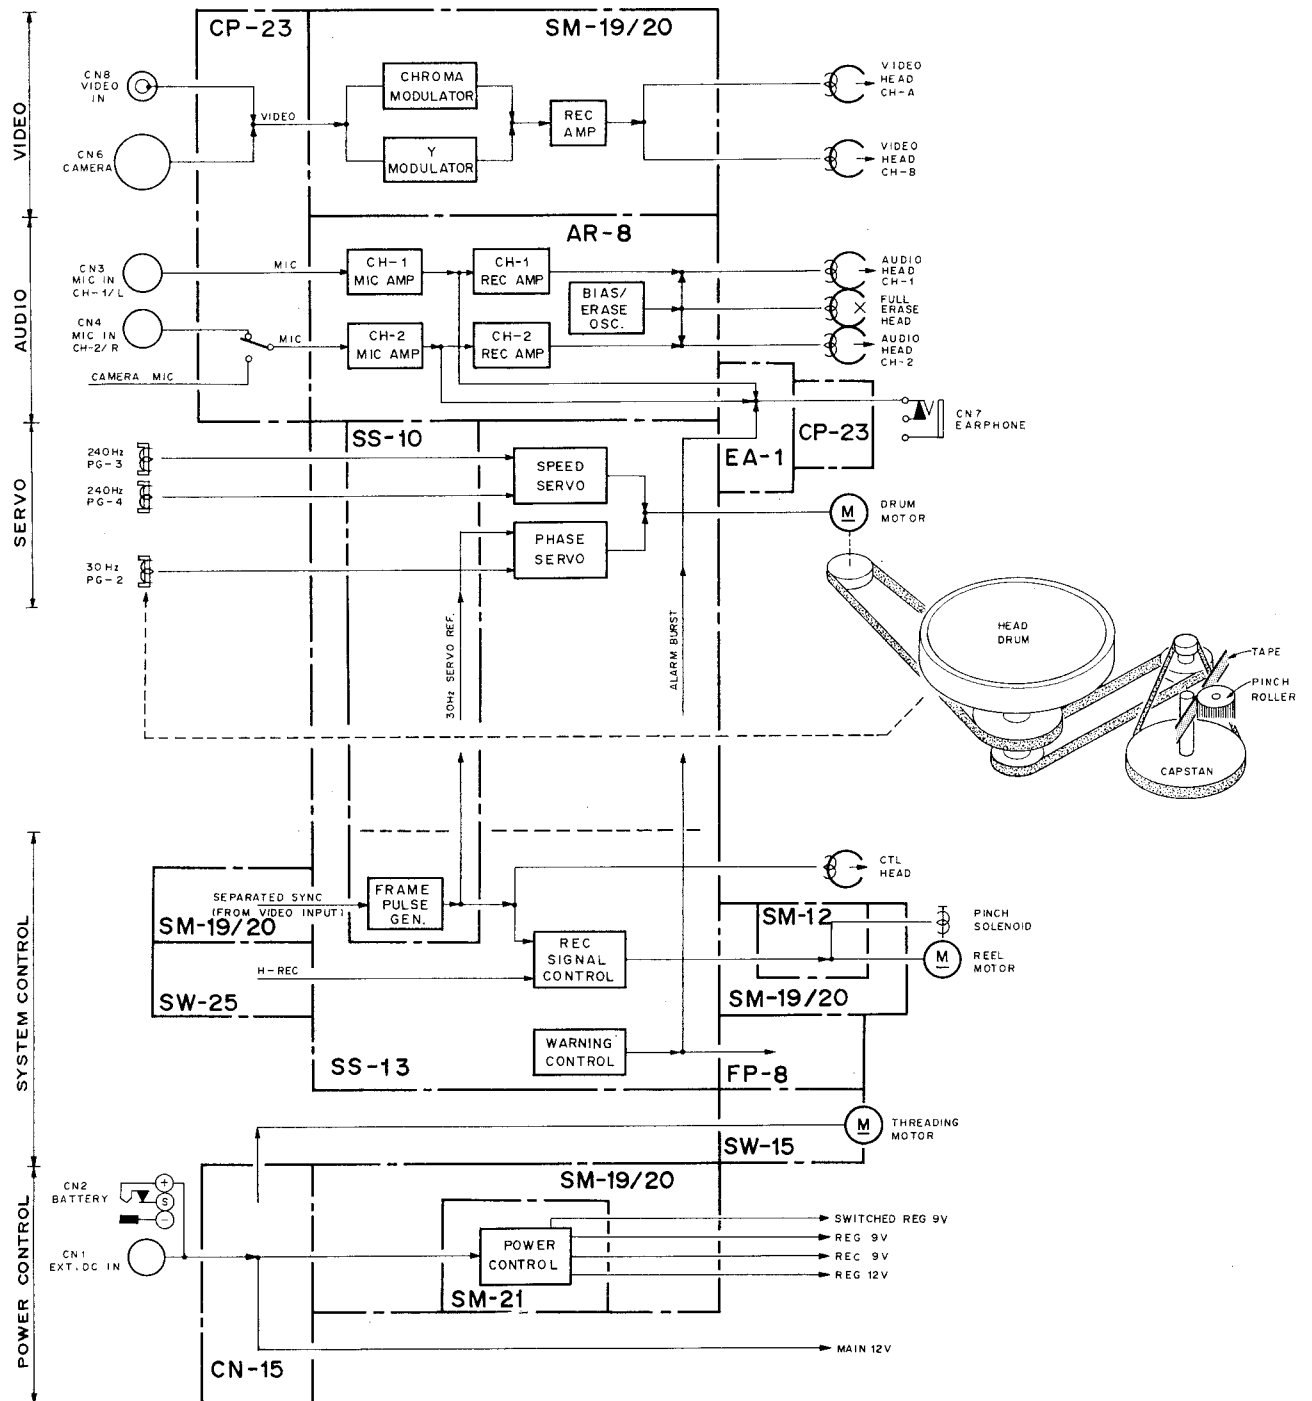 VIDEO
CP-23
SM-19/20
CN8
VIDEO
IN
CN6
CAMERA
VIDEO
CHROMA
MODULATOR
Y
MODULATOR
REC
AMP
VIDEO
HEAD
CH-A
VIDEO
HEAD
CH-B
AUDIO
AR-8
CN3
MIC IN
CH-1/L
CN4
MIC IN
CH-2/R
CAMERA MIC
MIC
MIC
CH-1
MIC AMP
CH-1
REC AMP
BIAS/
ERASE
OSC.
CH-2
MIC AMP
CH-2
REC AMP
AUDIO
HEAD
CH-1
FULL
ERASE
HEAD
AUDIO
HEAD
CH-2
CN7
EARPHONE
CP-23
EA-1
SERVO
SS-10
240Hz
PG-3
240Hz
PG-4
30Hz
PG-2
SPEED
SERVO
PHASE
SERVO
M
DRUM
MOTOR
30Hz SERVO REF.
ALARM BURST
HEAD
DRUM
TAPE
PINCH
ROLLER
CAPSTAN
SYSTEM CONTROL
SEPARATED SYNC
(FROM VIDEO INPUT)
SM-19/20
FRAME
PULSE
GEN.
CTL
HEAD
H-REC
SW-25
REC
SIGNAL
CONTROL
SM-12
SM-19/20
PINCH
SOLENOID
M
REEL
MOTOR
WARNING
CONTROL
SS-13
FP-8
M
THREADING
MOTOR
SW-15
POWER CONTROL
SM-19/20
CN2
BATTERY
+
S
−
CN1
EXT.DC IN
POWER
CONTROL
SM-21
SWITCHED REG 9V
REG 9V
REC 9V
REG 12V
MAIN 12V
CN-15